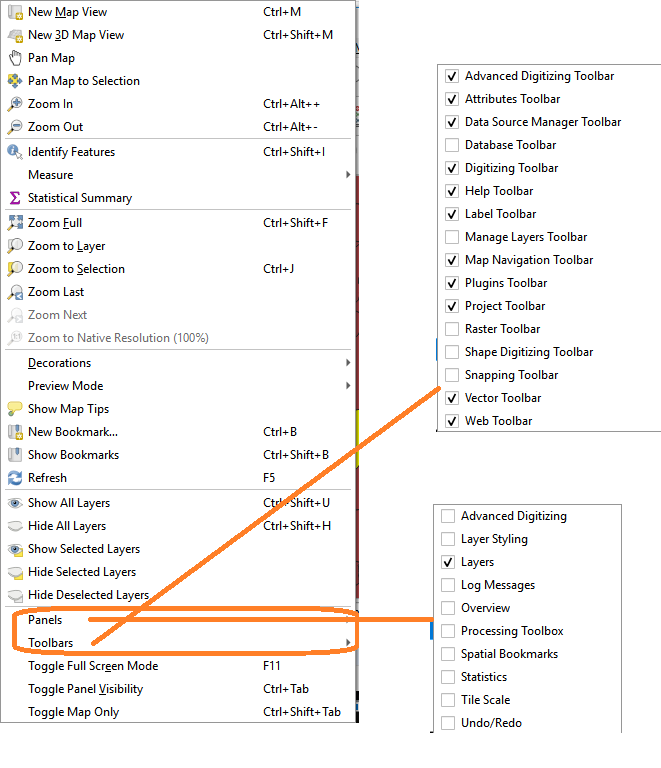 New Map View Ctrl+M
New 3D Map View Ctrl+Shift+M
Pan Map
Pan Map to Selection
Zoom In Ctrl+Alt++
Zoom Out Ctrl+Alt+-
Identify Features Ctrl+Shift+I
Measure
Statistical Summary
Zoom Full Ctrl+Shift+F
Zoom to Layer
Zoom to Selection Ctrl+J
Zoom Last
Zoom Next
Zoom to Native Resolution (100%)
Decorations
Preview Mode
Show Map Tips
New Bookmark... Ctrl+B
Show Bookmarks Ctrl+Shift+B
Refresh F5
Show All Layers Ctrl+Shift+U
Hide All Layers Ctrl+Shift+H
Show Selected Layers
Hide Selected Layers
Hide Deselected Layers
Panels
Toolbars
Toggle Full Screen Mode F11
Toggle Panel Visibility Ctrl+Tab
Toggle Map Only Ctrl+Shift+Tab
Advanced Digitizing Toolbar
Attributes Toolbar
Data Source Manager Toolbar
Database Toolbar
Digitizing Toolbar
Help Toolbar
Label Toolbar
Manage Layers Toolbar
Map Navigation Toolbar
Plugins Toolbar
Project Toolbar
Raster Toolbar
Shape Digitizing Toolbar
Snapping Toolbar
Vector Toolbar
Web Toolbar
Advanced Digitizing
Layer Styling
Layers
Log Messages
Overview
Processing Toolbox
Spatial Bookmarks
Statistics
Tile Scale
Undo/Redo